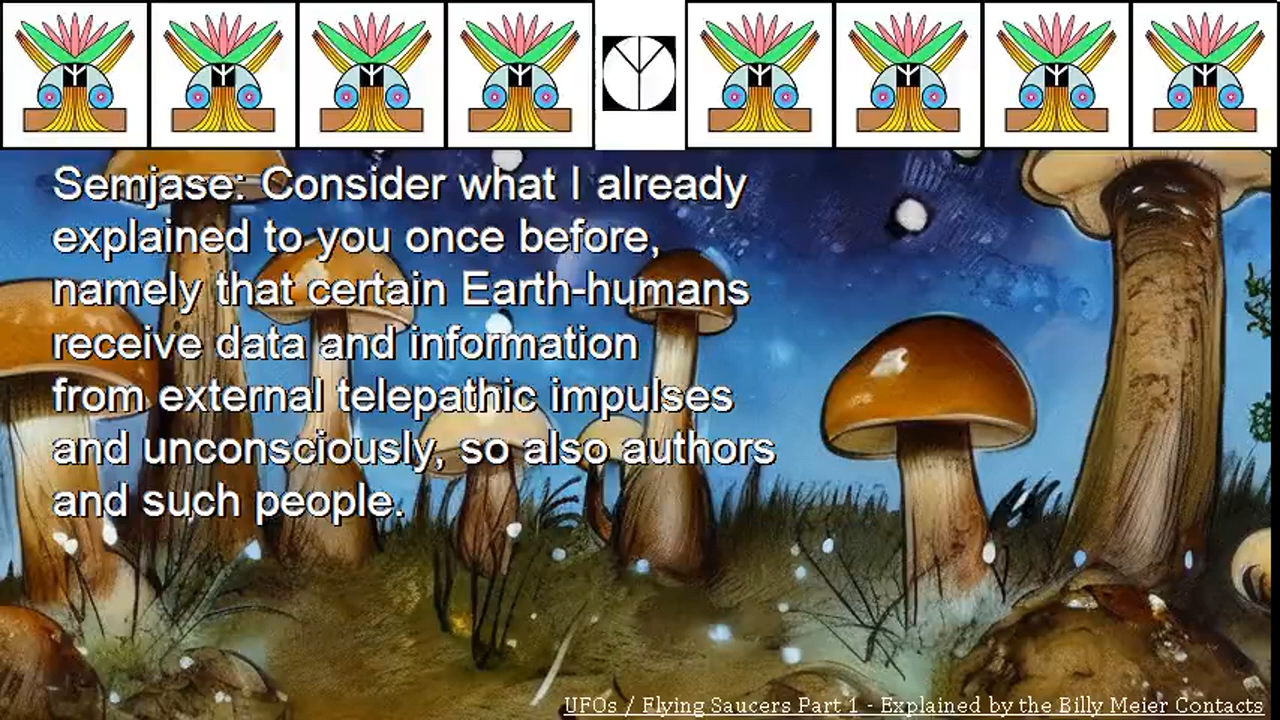 Semjase: Consider what I already
explained to you once before,
namely that certain Earth-humans
receive data and information
from external telepathic impulses
and unconsciously, so also authors
and such people.
UFOs / Flying Saucers Part 1 - Explained by the Billy Meier Contacts